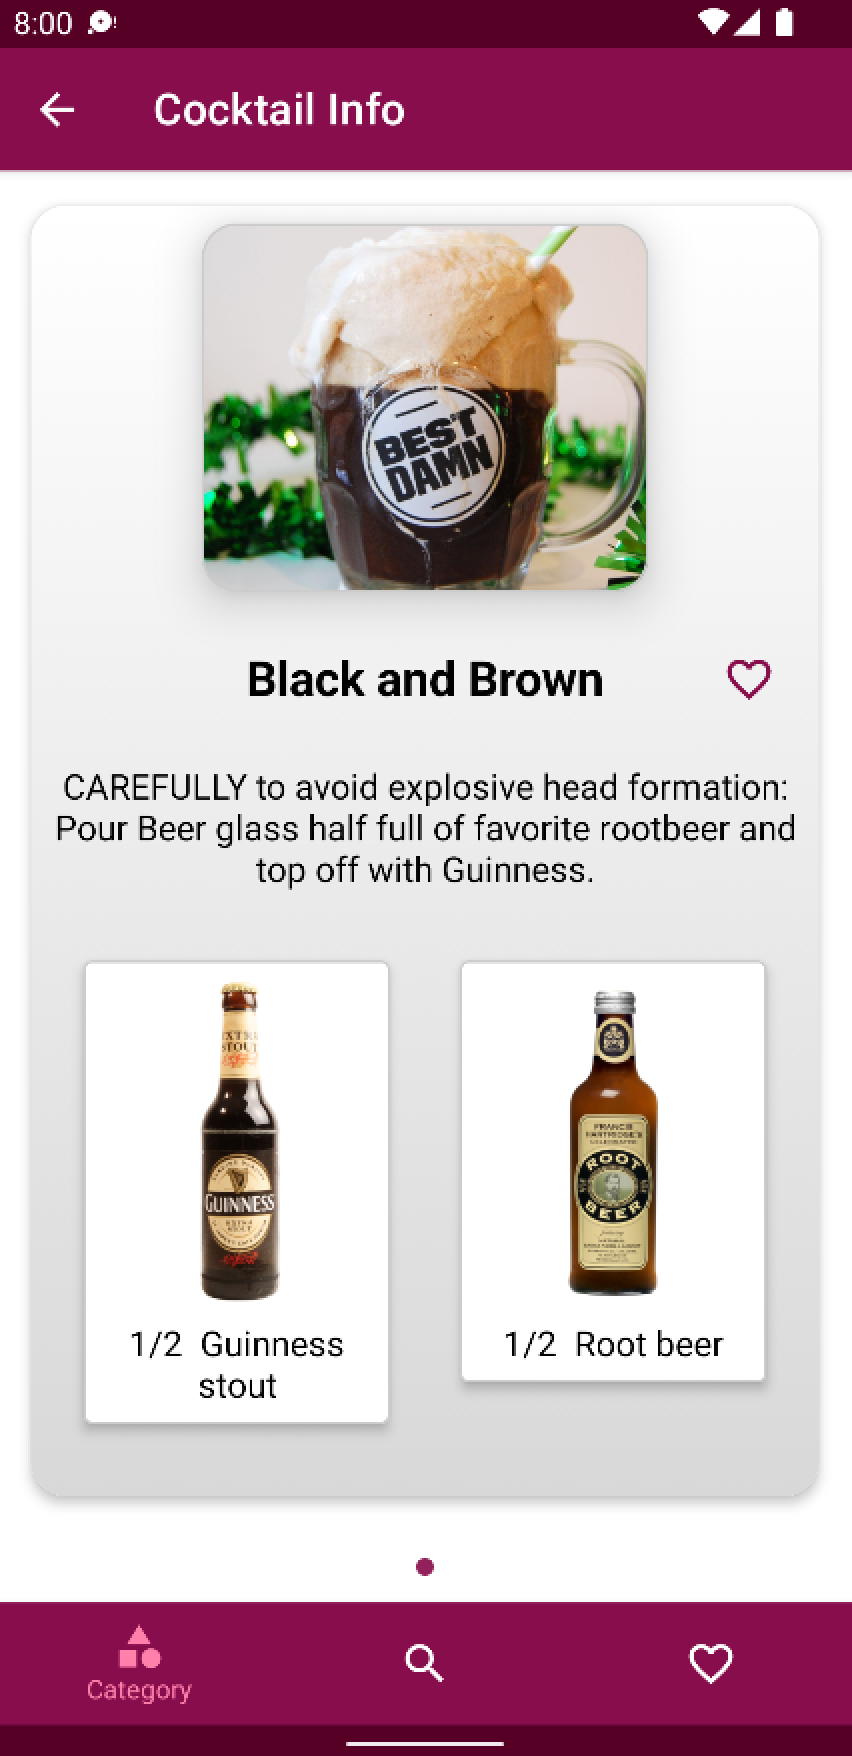 8:00
Cocktail Info
BEST
DAMN
Black and Brown
CAREFULLY to avoid explosive head formation:
Pour Beer glass half full of favorite rootbeer and
top off with Guinness.
EXTRA
STOUT
GUINNESS
FRANCIS
HARTRIDGE'S
CELEBRATED
ROOT
BEER
1/2 Guinness
stout
1/2 Root beer
Category